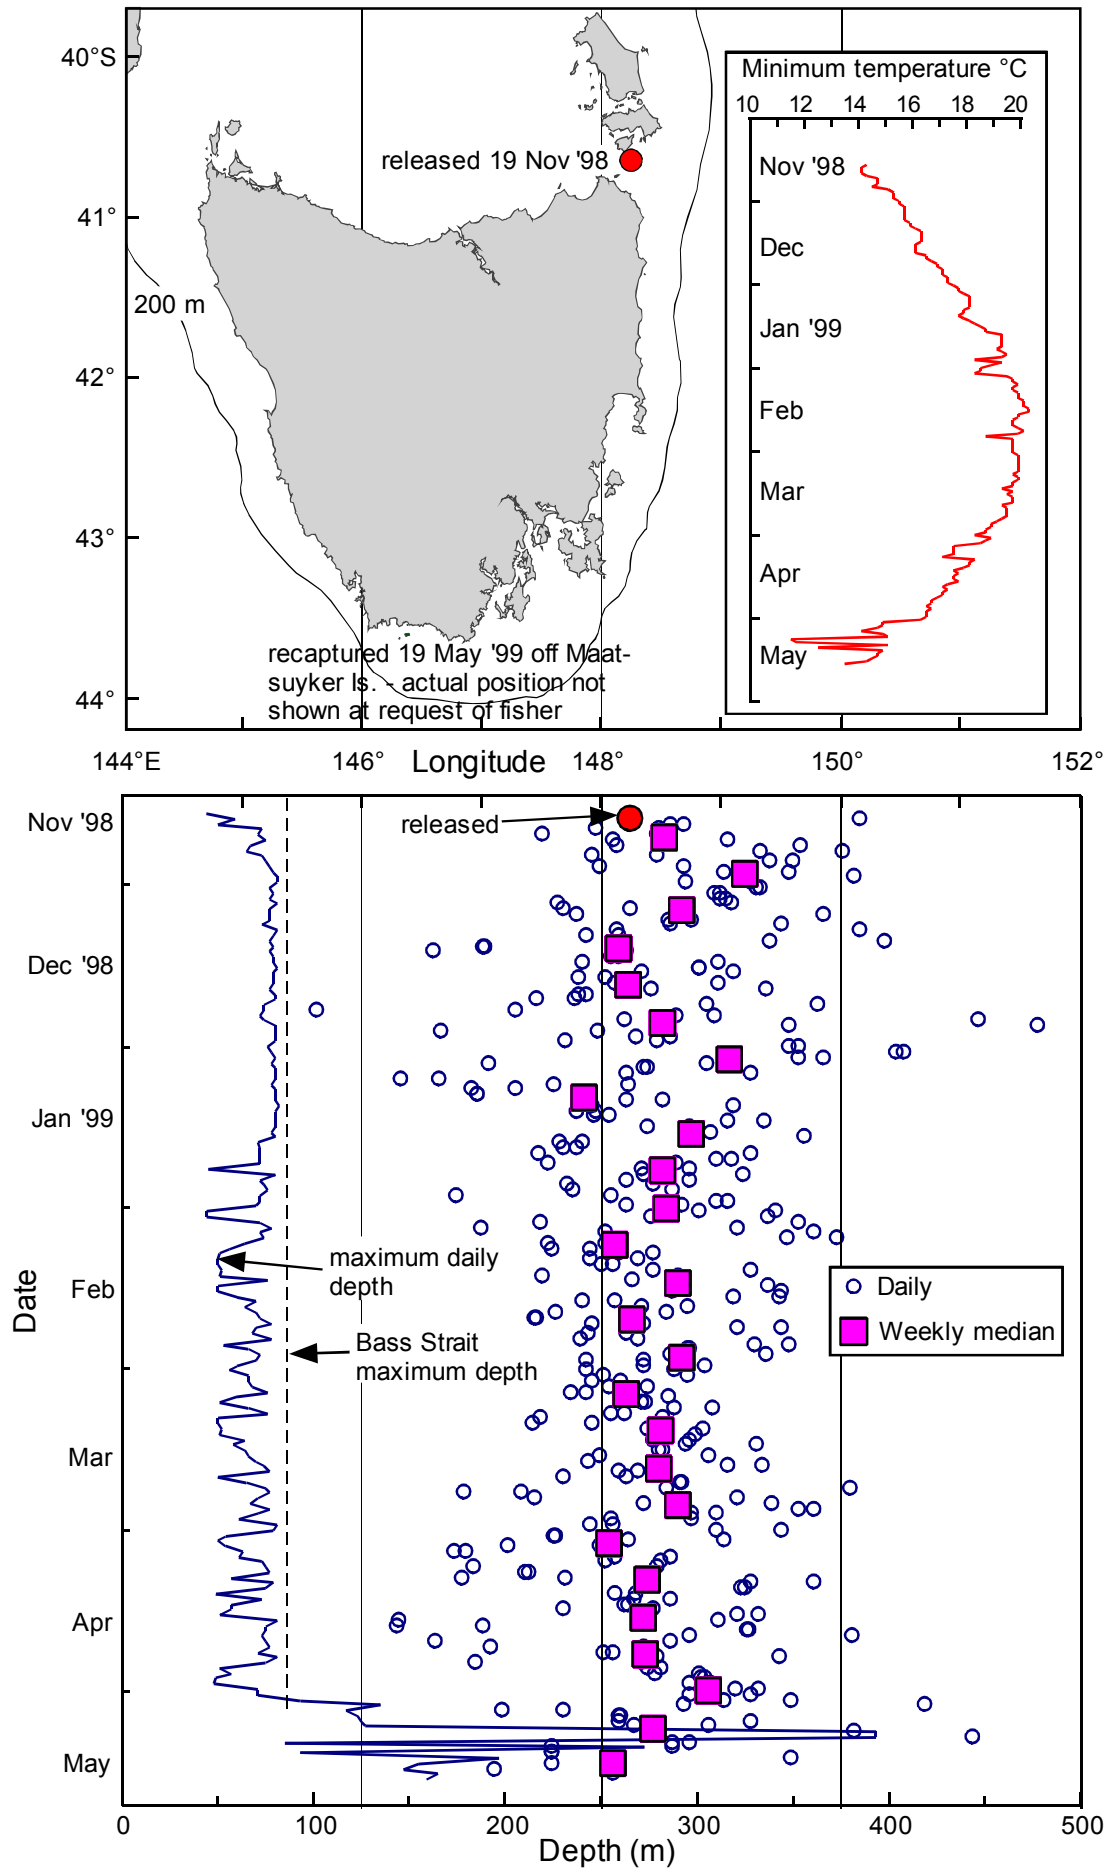 40°S
41°
42°
43°
44°
released 19 Nov '98
200 m
recaptured 19 May '99 off Maat-
suyker Is. - actual position not
shown at request of fisher
Minimum temperature °C
10 12 14 16 18 20
Nov '98
Dec
Jan '99
Feb
Mar
Apr
May
144°E 146° Longitude 148° 150° 152°
Nov '98
Dec '98
Jan '99
Feb
Mar
Apr
May
Date
released
maximum daily
depth
Bass Strait
maximum depth
Daily
Weekly median
0 100 200 300 400 500
Depth (m)